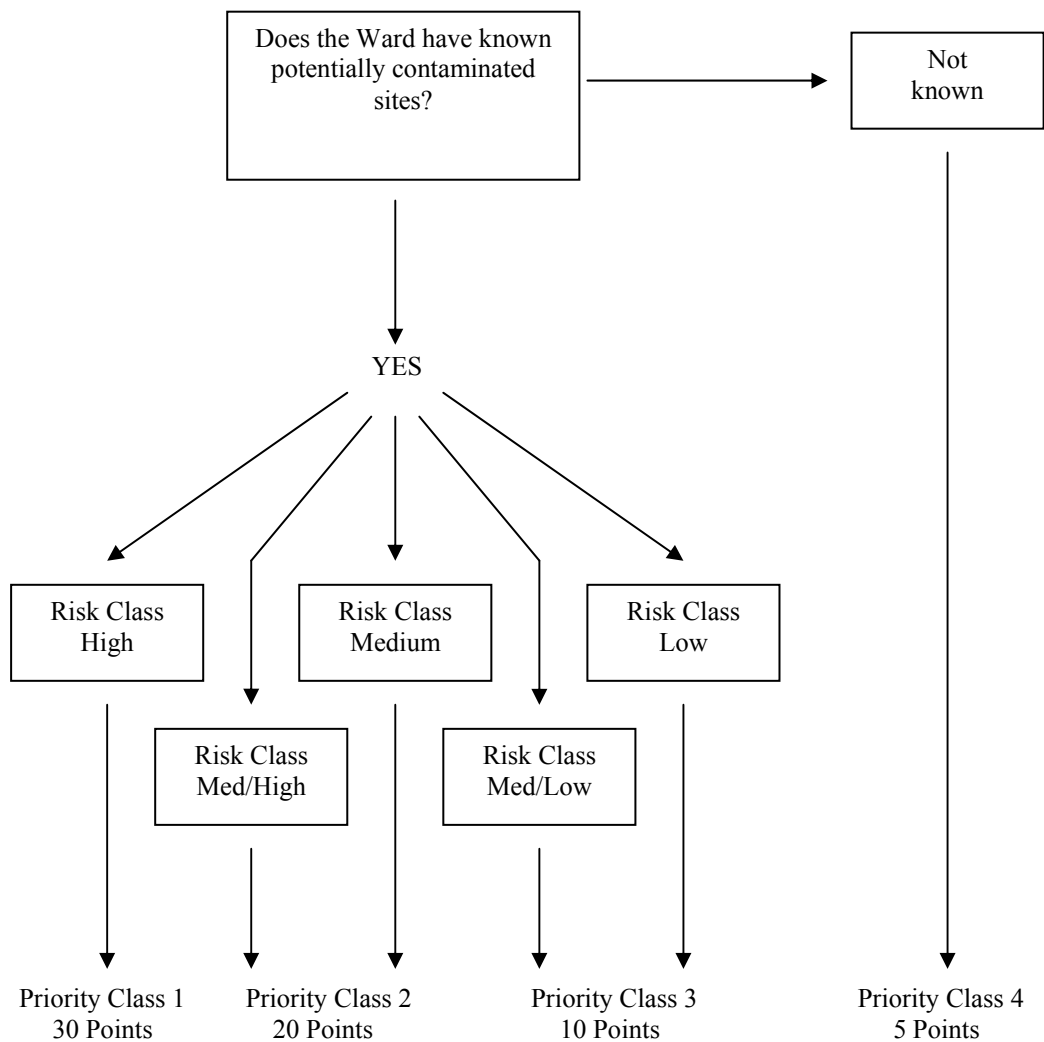 Does the Ward have known
potentially contaminated
sites?
Not
known
YES
Risk Class
High
Risk Class
Medium
Risk Class
Low
Risk Class
Med/High
Risk Class
Med/Low
Priority Class 1
30 Points
Priority Class 2
20 Points
Priority Class 3
10 Points
Priority Class 4
5 Points